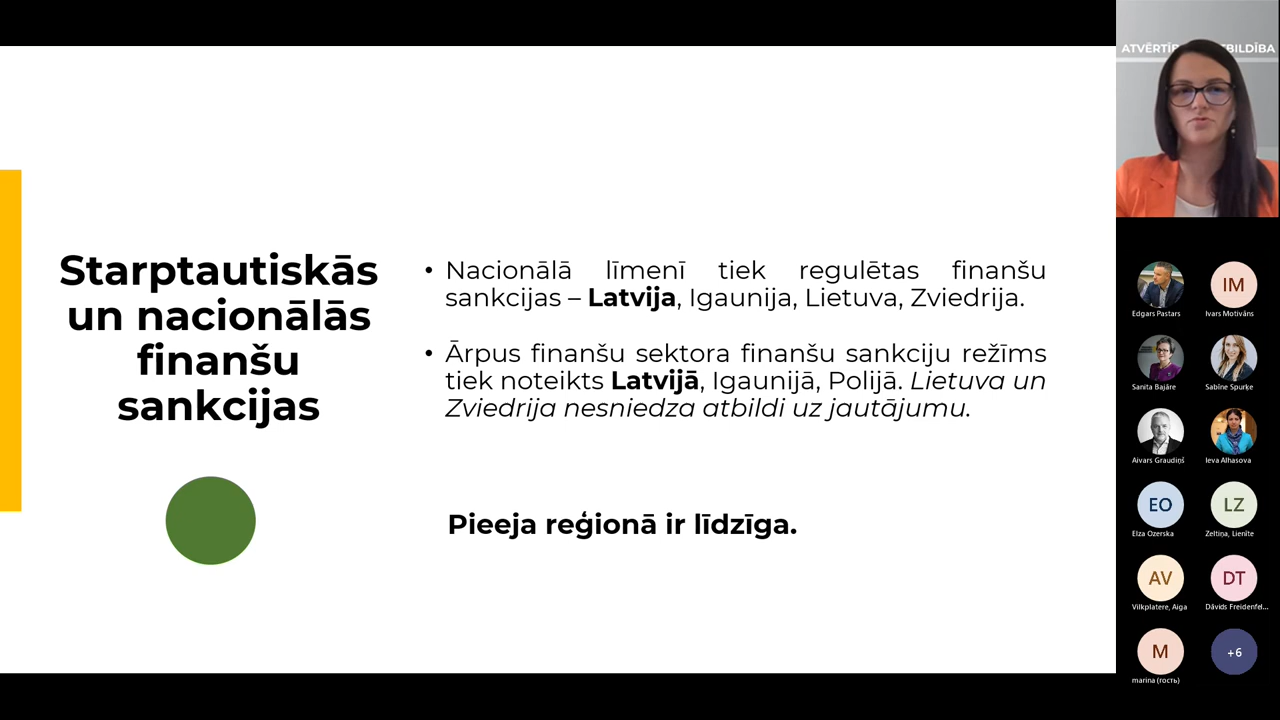 Starptautiskās
un nacionālās
finanšu
sankcijas
• Nacionālā līmenī tiek regulētas finanšu
sankcijas – Latvija, Igaunija, Lietuva, Zviedrija.
• Ārpus finanšu sektora finanšu sankciju režīms
tiek noteikts Latvijā, Igaunijā, Polijā. Lietuva un
Zviedrija nesniedza atbildi uz jautājumu.
Pieeja reģionā ir līdzīga.
Edgars Pastars
IM
Ivars Motivāns
Sanita Bajāre
Sabīne Spurķe
Aivars Graudiņš
Ieva Alhasova
EO
Elza Ozerska
LZ
Zeltiņa, Lienīte
AV
Vilkplatere, Aiga
DT
Dāvids Freidenfel...
M
marina (гость)
+6